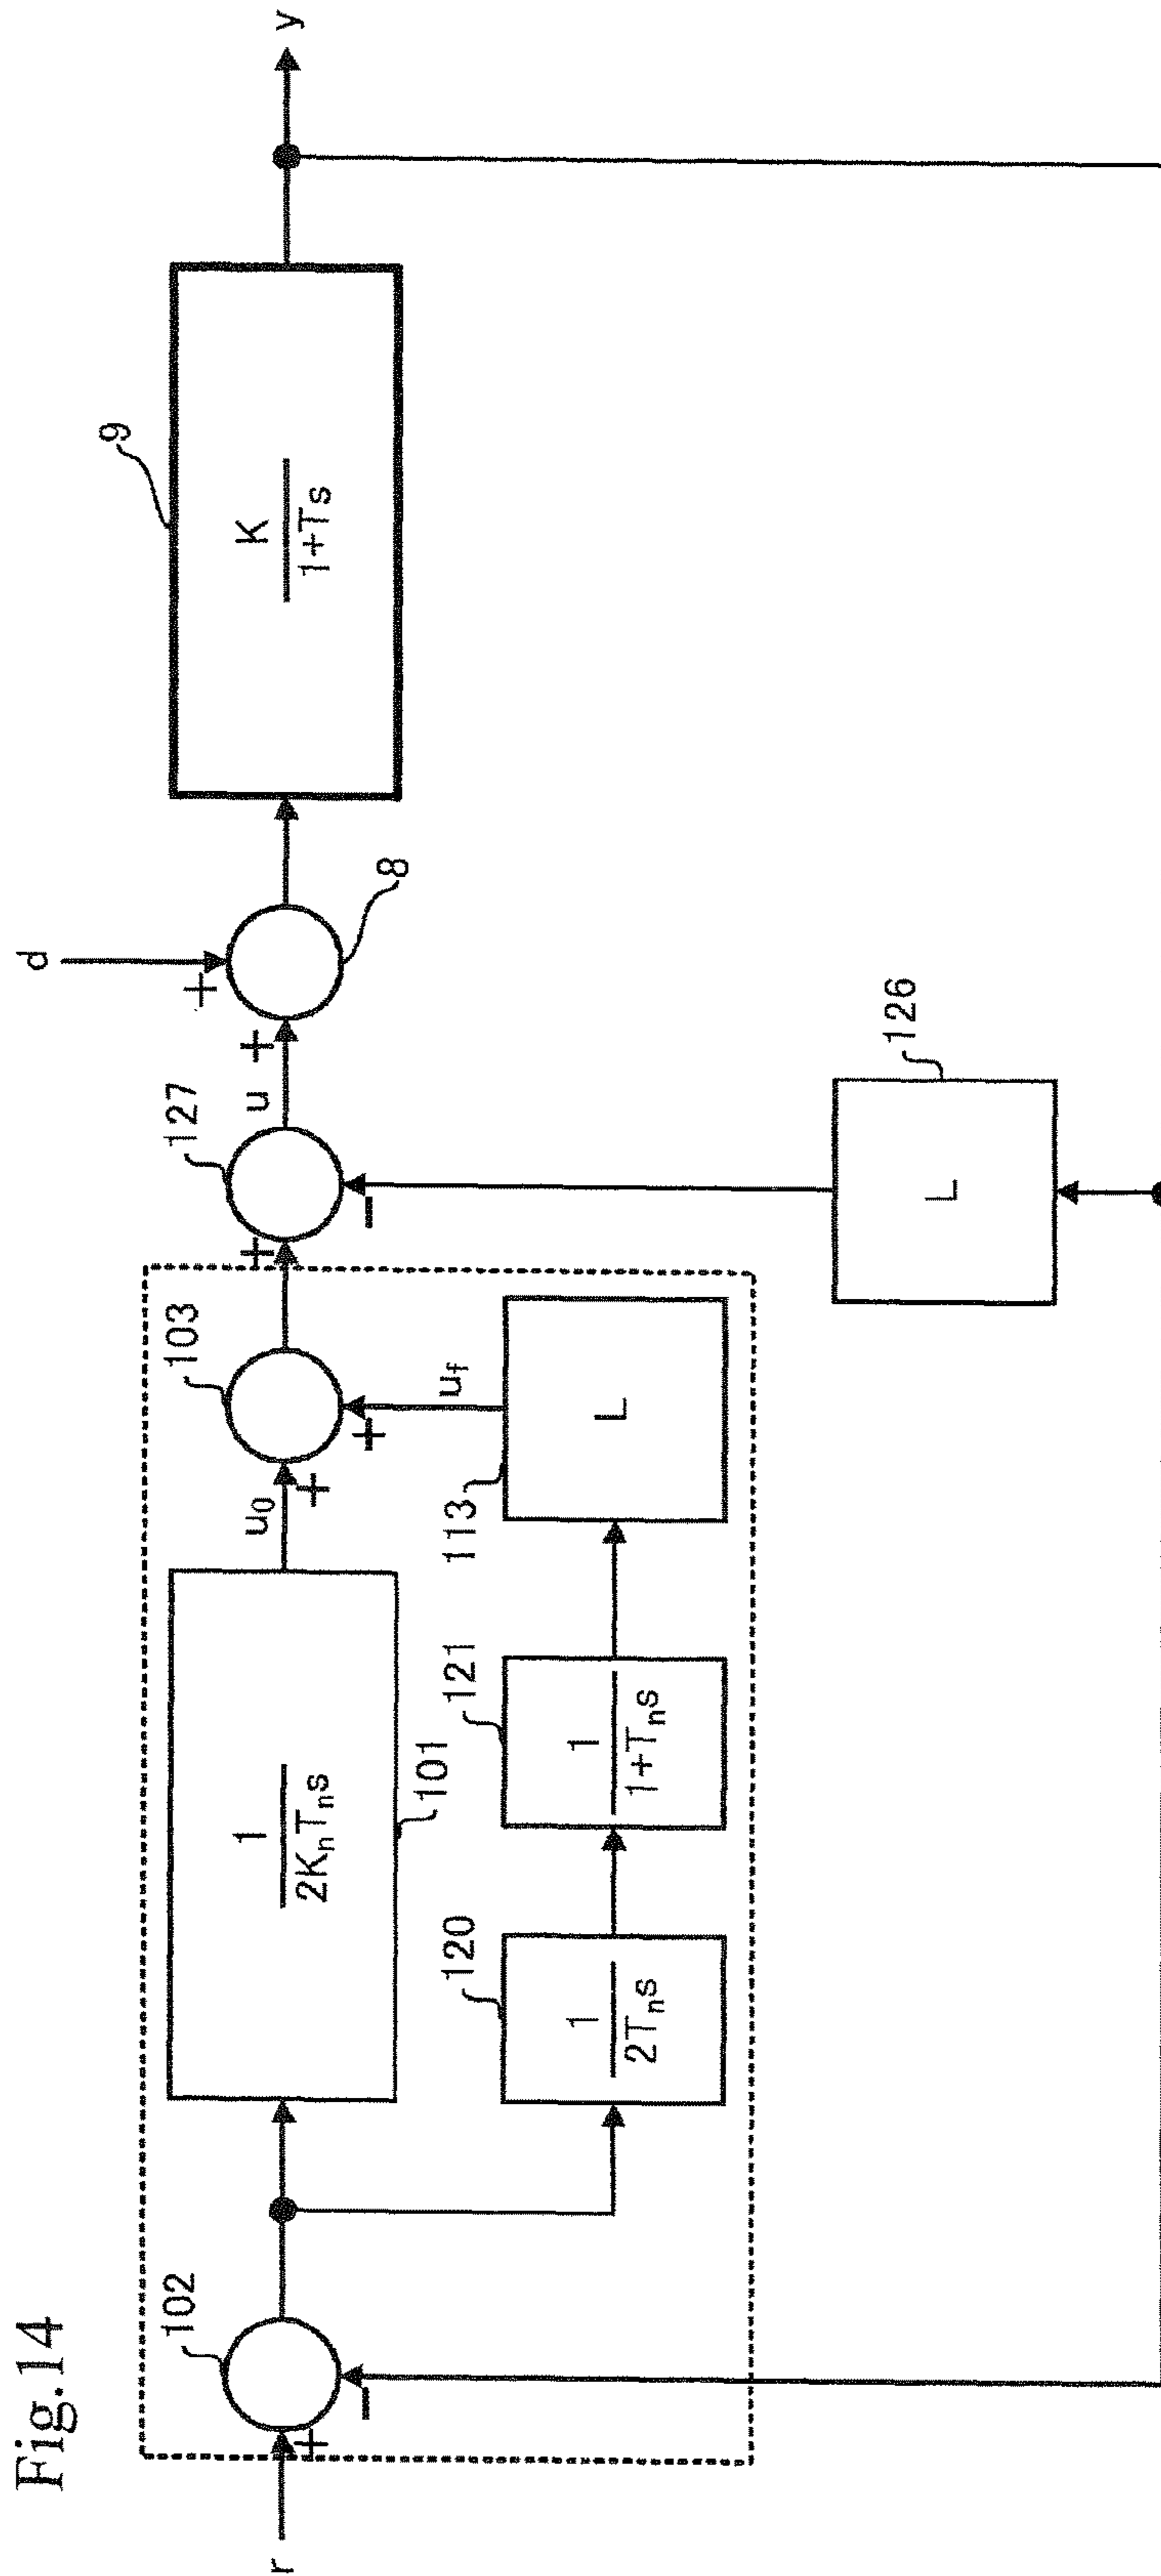 Fig.14
r
+
−
102
1
2KₙTₙs
101
u₀
+
+
103
1
2Tₙs
120
1
1+Tₙs
121
L
113
u_f
+
−
127
u
+
+
d
8
K
1+Ts
9
y
L
126